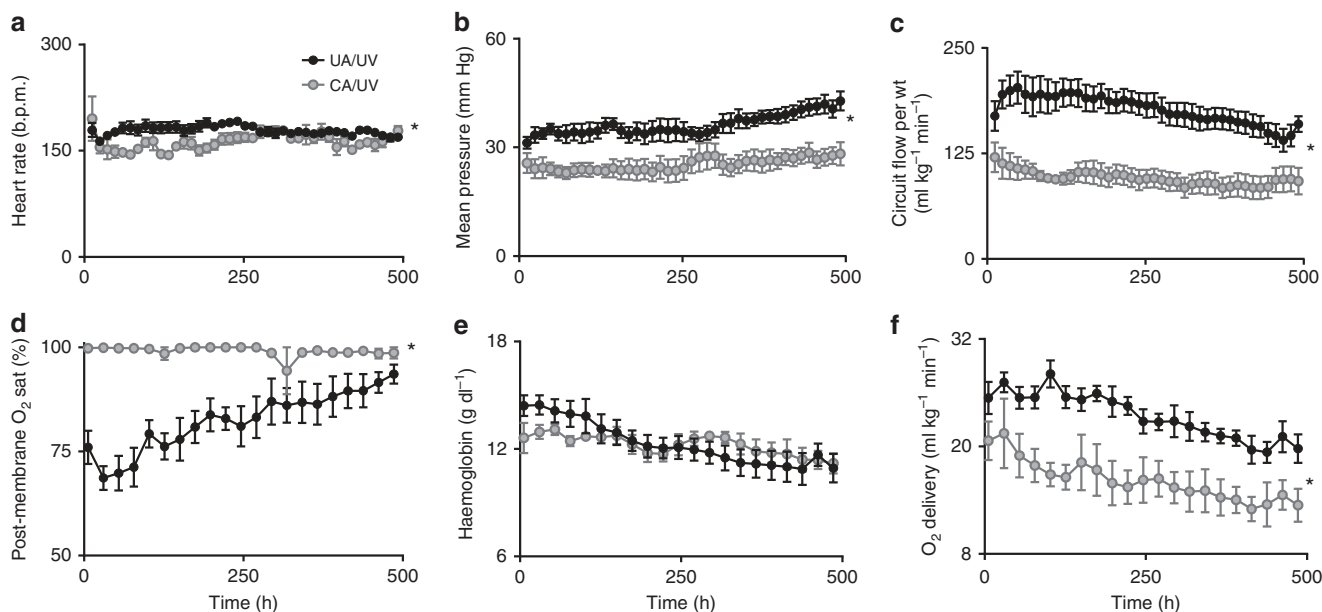 a
Heart rate (b.p.m.)
300
150
0
0
250
500
UA/UV
CA/UV
*
b
Mean pressure (mm Hg)
60
30
0
0
250
500
*
c
Circuit flow per wt
(ml kg⁻¹ min⁻¹)
250
125
0
0
250
500
*
d
Post-membrane O₂ sat (%)
100
75
50
0
250
500
Time (h)
*
e
Haemoglobin (g dl⁻¹)
18
12
6
0
250
500
Time (h)
f
O₂ delivery (ml kg⁻¹ min⁻¹)
32
20
8
0
250
500
Time (h)
*